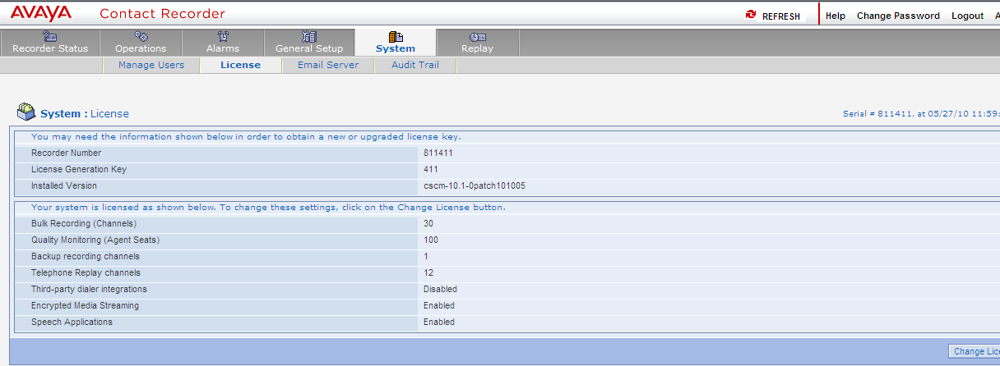 AVAYA Contact Recorder REFRESH Help Change Password Logout A
Recorder Status Operations Alarms General Setup System Replay
Manage Users License Email Server Audit Trail
System : License Serial # 811411, at 05/27/10 11:59:
You may need the information shown below in order to obtain a new or upgraded license key.
Recorder Number 811411
License Generation Key 411
Installed Version cscm-10.1-0patch101005
Your system is licensed as shown below. To change these settings, click on the Change License button.
Bulk Recording (Channels) 30
Quality Monitoring (Agent Seats) 100
Backup recording channels 1
Telephone Replay channels 12
Third-party dialer integrations Disabled
Encrypted Media Streaming Enabled
Speech Applications Enabled
Change Lic